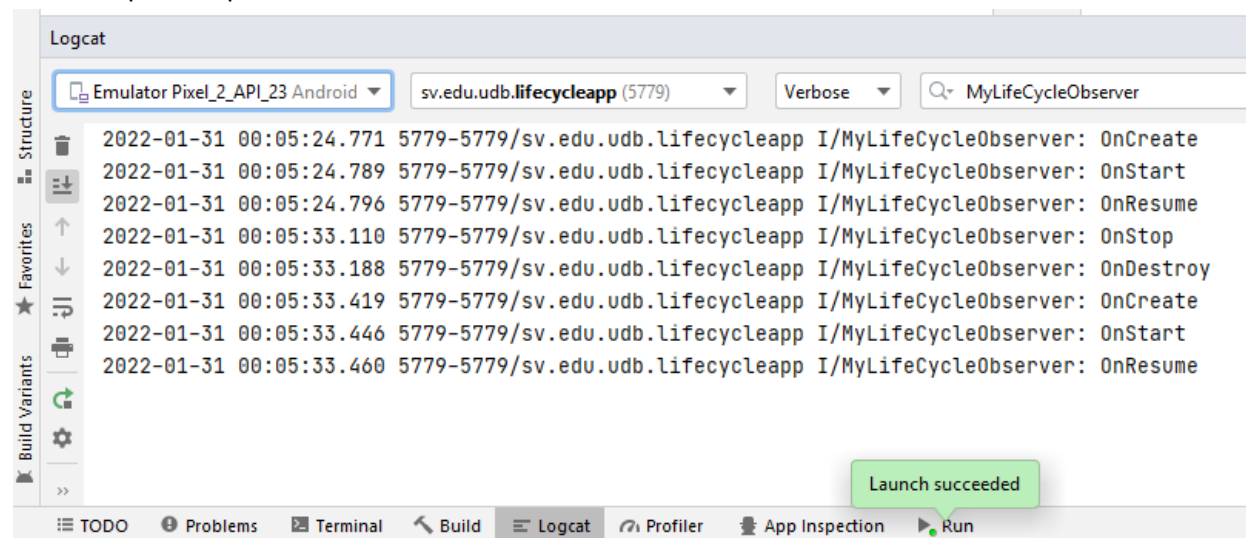 Logcat
Emulator Pixel_2_API_23 Android sv.edu.udb.lifecycleapp (5779) Verbose MyLifeCycleObserver
Structure
2022-01-31 00:05:24.771 5779-5779/sv.edu.udb.lifecycleapp I/MyLifeCycleObserver: OnCreate
2022-01-31 00:05:24.789 5779-5779/sv.edu.udb.lifecycleapp I/MyLifeCycleObserver: OnStart
2022-01-31 00:05:24.796 5779-5779/sv.edu.udb.lifecycleapp I/MyLifeCycleObserver: OnResume
2022-01-31 00:05:33.110 5779-5779/sv.edu.udb.lifecycleapp I/MyLifeCycleObserver: OnStop
2022-01-31 00:05:33.188 5779-5779/sv.edu.udb.lifecycleapp I/MyLifeCycleObserver: OnDestroy
2022-01-31 00:05:33.419 5779-5779/sv.edu.udb.lifecycleapp I/MyLifeCycleObserver: OnCreate
2022-01-31 00:05:33.446 5779-5779/sv.edu.udb.lifecycleapp I/MyLifeCycleObserver: OnStart
2022-01-31 00:05:33.460 5779-5779/sv.edu.udb.lifecycleapp I/MyLifeCycleObserver: OnResume
Favorites
Build Variants
Launch succeeded
TODO Problems Terminal Build Logcat Profiler App Inspection Run